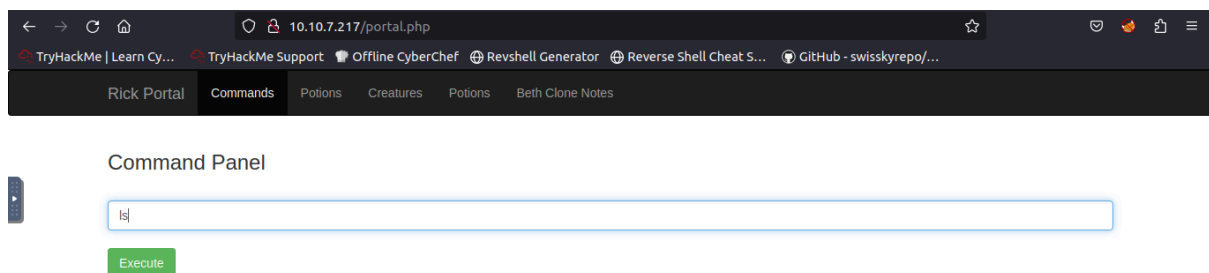 10.10.7.217/portal.php
TryHackMe | Learn Cy... TryHackMe Support Offline CyberChef Revshell Generator Reverse Shell Cheat S... GitHub - swisskyrepo/...
Rick Portal Commands Potions Creatures Potions Beth Clone Notes
Command Panel
ls
Execute